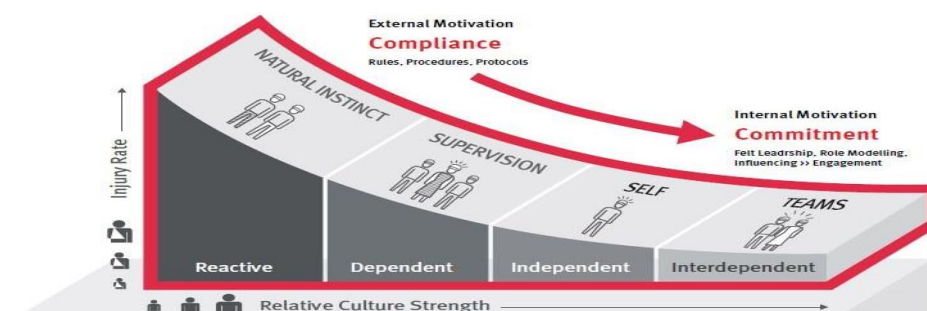 External Motivation
Compliance
Rules, Procedures, Protocols
NATURAL INSTINCT
Internal Motivation
Commitment
Felt Leadrship, Role Modelling,
Influencing >> Engagement
SUPERVISION
SELF
TEAMS
Injury Rate
Reactive
Dependent
Independent
Interdependent
Relative Culture Strength